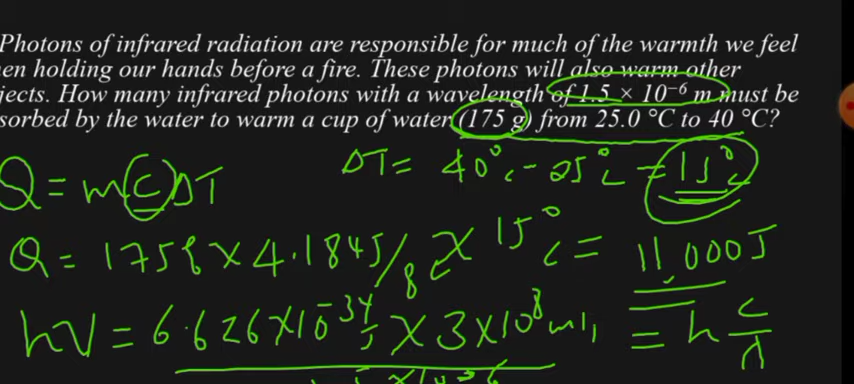 Photons of infrared radiation are responsible for much of the warmth we feel
en holding our hands before a fire. These photons will also warm other
jects. How many infrared photons with a wavelength of 1.5 × 10⁻⁶ m must be
sorbed by the water to warm a cup of water (175 g) from 25.0 °C to 40 °C?
ΔT = 40°C - 25°C = 15°C
Q = mCΔT
Q = 175g × 4.184J/g°C × 15°C = 11,000J
hν = 6.626×10⁻³⁴ J × 3×10⁸ m/s = h c/λ